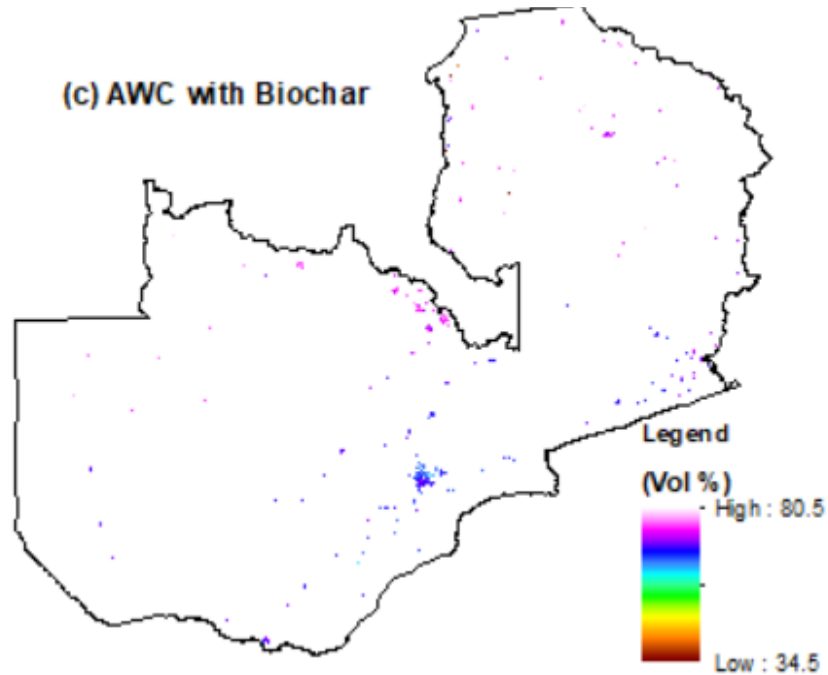 (c) AWC with Biochar
Legend
(Vol %)
High : 80.5
Low : 34.5